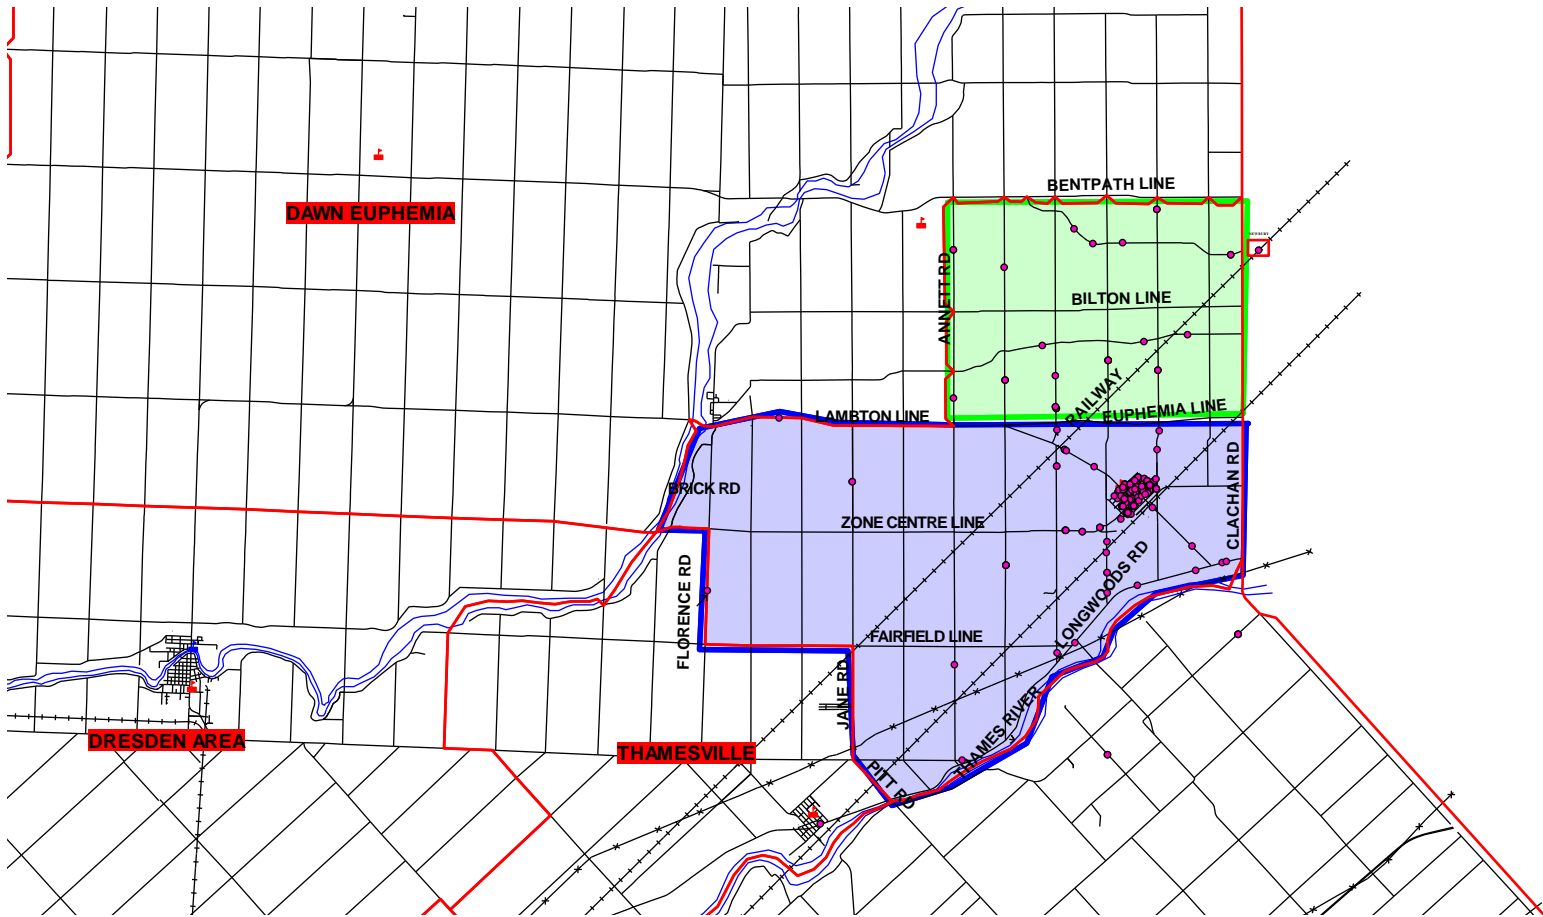 BENTPATH LINE
DAWN EUPHEMIA
ANNETT RD
BILTON LINE
RAILWAY
EUPHEMIA LINE
LAMBTON LINE
BRICK RD
CLACHAN RD
ZONE CENTRE LINE
FLORENCE RD
LONGWOODS RD
FAIRFIELD LINE
JANE RD
THAMES RIVER
DRESDEN AREA
THAMESVILLE
PITT RD